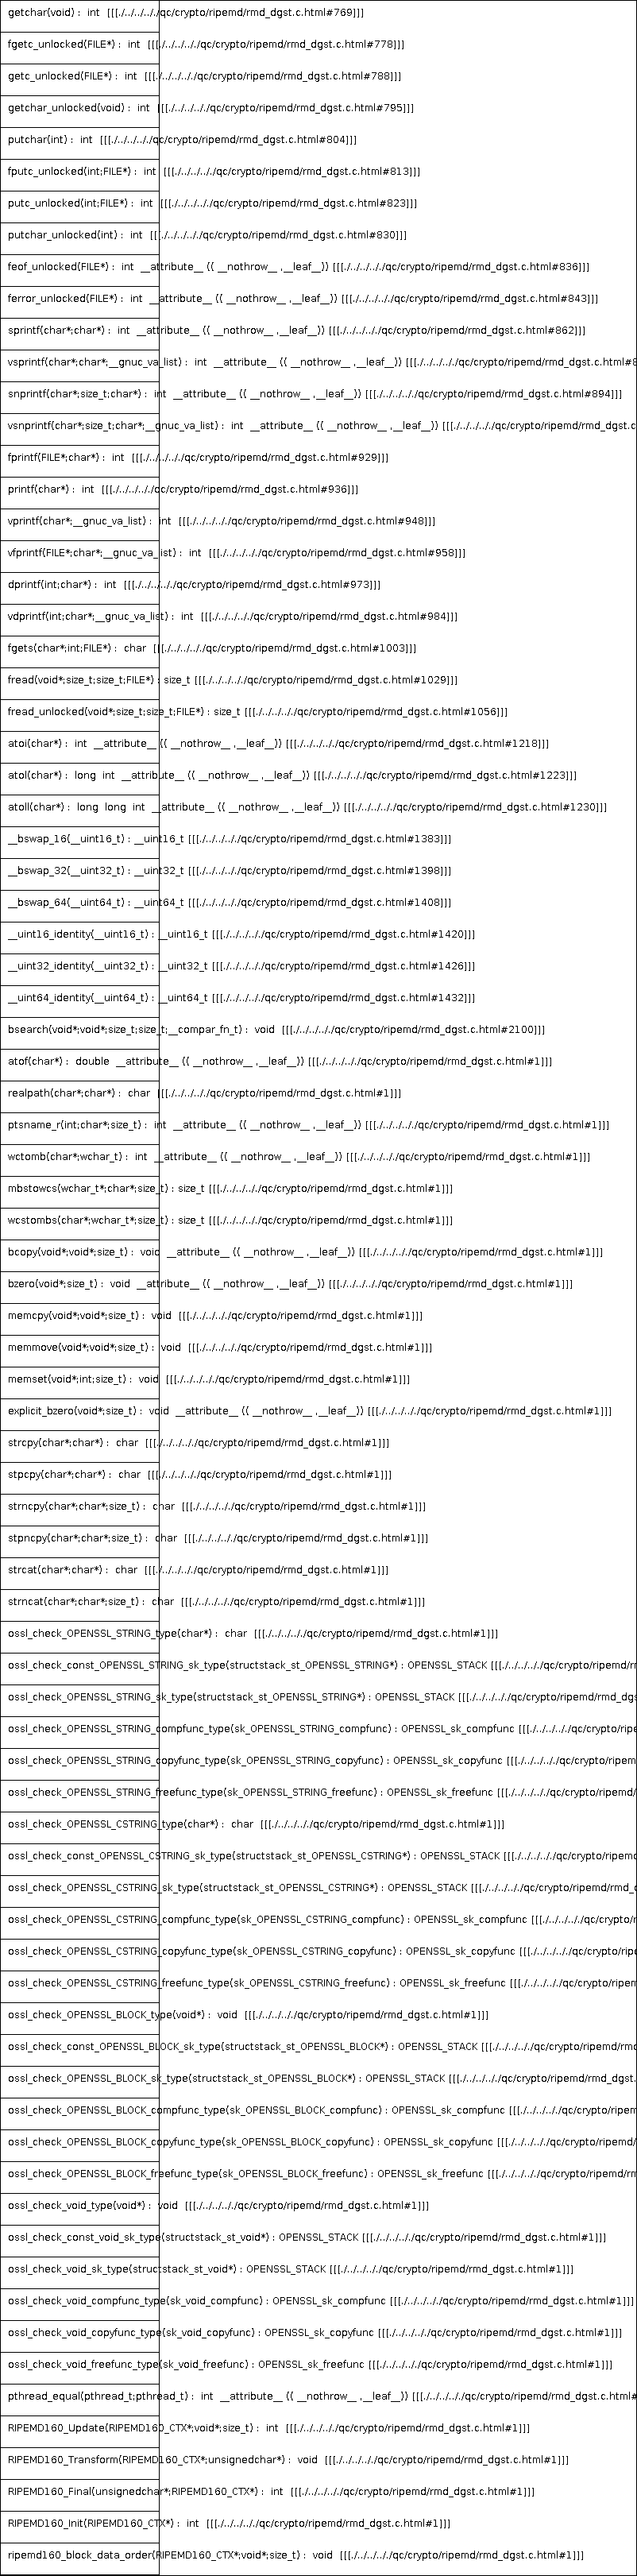 getchar(void) : int [[[./../../../qc/crypto/ripemd/rmd_dgst.c.html#769]]]
fgetc_unlocked(FILE*) : int [[[./../../../qc/crypto/ripemd/rmd_dgst.c.html#778]]]
getc_unlocked(FILE*) : int [[[./../../../qc/crypto/ripemd/rmd_dgst.c.html#788]]]
getchar_unlocked(void) : int [[[./../../../qc/crypto/ripemd/rmd_dgst.c.html#795]]]
putchar(int) : int [[[./../../../qc/crypto/ripemd/rmd_dgst.c.html#804]]]
fputc_unlocked(int;FILE*) : int [[[./../../../qc/crypto/ripemd/rmd_dgst.c.html#813]]]
putc_unlocked(int;FILE*) : int [[[./../../../qc/crypto/ripemd/rmd_dgst.c.html#823]]]
putchar_unlocked(int) : int [[[./../../../qc/crypto/ripemd/rmd_dgst.c.html#830]]]
feof_unlocked(FILE*) : int __attribute__ (( __nothrow__ ,__leaf__)) [[[./../../../qc/crypto/ripemd/rmd_dgst.c.html#836]]]
ferror_unlocked(FILE*) : int __attribute__ (( __nothrow__ ,__leaf__)) [[[./../../../qc/crypto/ripemd/rmd_dgst.c.html#843]]]
sprintf(char*;char*) : int __attribute__ (( __nothrow__ ,__leaf__)) [[[./../../../qc/crypto/ripemd/rmd_dgst.c.html#862]]]
vsprintf(char*;char*;__gnuc_va_list) : int __attribute__ (( __nothrow__ ,__leaf__)) [[[./../../../qc/crypto/ripemd/rmd_dgst.c.html#8
snprintf(char*;size_t;char*) : int __attribute__ (( __nothrow__ ,__leaf__)) [[[./../../../qc/crypto/ripemd/rmd_dgst.c.html#894]]]
vsnprintf(char*;size_t;char*;__gnuc_va_list) : int __attribute__ (( __nothrow__ ,__leaf__)) [[[./../../../qc/crypto/ripemd/rmd_dgst.c
fprintf(FILE*;char*) : int [[[./../../../qc/crypto/ripemd/rmd_dgst.c.html#929]]]
printf(char*) : int [[[./../../../qc/crypto/ripemd/rmd_dgst.c.html#936]]]
vprintf(char*;__gnuc_va_list) : int [[[./../../../qc/crypto/ripemd/rmd_dgst.c.html#948]]]
vfprintf(FILE*;char*;__gnuc_va_list) : int [[[./../../../qc/crypto/ripemd/rmd_dgst.c.html#958]]]
dprintf(int;char*) : int [[[./../../../qc/crypto/ripemd/rmd_dgst.c.html#973]]]
vdprintf(int;char*;__gnuc_va_list) : int [[[./../../../qc/crypto/ripemd/rmd_dgst.c.html#984]]]
fgets(char*;int;FILE*) : char [[[./../../../qc/crypto/ripemd/rmd_dgst.c.html#1003]]]
fread(void*;size_t;size_t;FILE*) : size_t [[[./../../../qc/crypto/ripemd/rmd_dgst.c.html#1029]]]
fread_unlocked(void*;size_t;size_t;FILE*) : size_t [[[./../../../qc/crypto/ripemd/rmd_dgst.c.html#1056]]]
atoi(char*) : int __attribute__ (( __nothrow__ ,__leaf__)) [[[./../../../qc/crypto/ripemd/rmd_dgst.c.html#1218]]]
atol(char*) : long int __attribute__ (( __nothrow__ ,__leaf__)) [[[./../../../qc/crypto/ripemd/rmd_dgst.c.html#1223]]]
atoll(char*) : long long int __attribute__ (( __nothrow__ ,__leaf__)) [[[./../../../qc/crypto/ripemd/rmd_dgst.c.html#1230]]]
__bswap_16(__uint16_t) : __uint16_t [[[./../../../qc/crypto/ripemd/rmd_dgst.c.html#1383]]]
__bswap_32(__uint32_t) : __uint32_t [[[./../../../qc/crypto/ripemd/rmd_dgst.c.html#1398]]]
__bswap_64(__uint64_t) : __uint64_t [[[./../../../qc/crypto/ripemd/rmd_dgst.c.html#1408]]]
__uint16_identity(__uint16_t) : __uint16_t [[[./../../../qc/crypto/ripemd/rmd_dgst.c.html#1420]]]
__uint32_identity(__uint32_t) : __uint32_t [[[./../../../qc/crypto/ripemd/rmd_dgst.c.html#1426]]]
__uint64_identity(__uint64_t) : __uint64_t [[[./../../../qc/crypto/ripemd/rmd_dgst.c.html#1432]]]
bsearch(void*;void*;size_t;size_t;__compar_fn_t) : void [[[./../../../qc/crypto/ripemd/rmd_dgst.c.html#2100]]]
atof(char*) : double __attribute__ (( __nothrow__ ,__leaf__)) [[[./../../../qc/crypto/ripemd/rmd_dgst.c.html#1]]]
realpath(char*;char*) : char [[[./../../../qc/crypto/ripemd/rmd_dgst.c.html#1]]]
ptsname_r(int;char*;size_t) : int __attribute__ (( __nothrow__ ,__leaf__)) [[[./../../../qc/crypto/ripemd/rmd_dgst.c.html#1]]]
wctomb(char*;wchar_t) : int __attribute__ (( __nothrow__ ,__leaf__)) [[[./../../../qc/crypto/ripemd/rmd_dgst.c.html#1]]]
mbstowcs(wchar_t*;char*;size_t) : size_t [[[./../../../qc/crypto/ripemd/rmd_dgst.c.html#1]]]
wcstombs(char*;wchar_t*;size_t) : size_t [[[./../../../qc/crypto/ripemd/rmd_dgst.c.html#1]]]
bcopy(void*;void*;size_t) : void __attribute__ (( __nothrow__ ,__leaf__)) [[[./../../../qc/crypto/ripemd/rmd_dgst.c.html#1]]]
bzero(void*;size_t) : void __attribute__ (( __nothrow__ ,__leaf__)) [[[./../../../qc/crypto/ripemd/rmd_dgst.c.html#1]]]
memcpy(void*;void*;size_t) : void [[[./../../../qc/crypto/ripemd/rmd_dgst.c.html#1]]]
memmove(void*;void*;size_t) : void [[[./../../../qc/crypto/ripemd/rmd_dgst.c.html#1]]]
memset(void*;int;size_t) : void [[[./../../../qc/crypto/ripemd/rmd_dgst.c.html#1]]]
explicit_bzero(void*;size_t) : void __attribute__ (( __nothrow__ ,__leaf__)) [[[./../../../qc/crypto/ripemd/rmd_dgst.c.html#1]]]
strcpy(char*;char*) : char [[[./../../../qc/crypto/ripemd/rmd_dgst.c.html#1]]]
stpcpy(char*;char*) : char [[[./../../../qc/crypto/ripemd/rmd_dgst.c.html#1]]]
strncpy(char*;char*;size_t) : char [[[./../../../qc/crypto/ripemd/rmd_dgst.c.html#1]]]
stpncpy(char*;char*;size_t) : char [[[./../../../qc/crypto/ripemd/rmd_dgst.c.html#1]]]
strcat(char*;char*) : char [[[./../../../qc/crypto/ripemd/rmd_dgst.c.html#1]]]
strncat(char*;char*;size_t) : char [[[./../../../qc/crypto/ripemd/rmd_dgst.c.html#1]]]
ossl_check_OPENSSL_STRING_type(char*) : char [[[./../../../qc/crypto/ripemd/rmd_dgst.c.html#1]]]
ossl_check_const_OPENSSL_STRING_sk_type(structstack_st_OPENSSL_STRING*) : OPENSSL_STACK [[[./../../../qc/crypto/ripemd/r
ossl_check_OPENSSL_STRING_sk_type(structstack_st_OPENSSL_STRING*) : OPENSSL_STACK [[[./../../../qc/crypto/ripemd/rmd_dgs
ossl_check_OPENSSL_STRING_compfunc_type(sk_OPENSSL_STRING_compfunc) : OPENSSL_sk_compfunc [[[./../../../qc/crypto/ripe
ossl_check_OPENSSL_STRING_copyfunc_type(sk_OPENSSL_STRING_copyfunc) : OPENSSL_sk_copyfunc [[[./../../../qc/crypto/ripem
ossl_check_OPENSSL_STRING_freefunc_type(sk_OPENSSL_STRING_freefunc) : OPENSSL_sk_freefunc [[[./../../../qc/crypto/ripemd/
ossl_check_OPENSSL_CSTRING_type(char*) : char [[[./../../../qc/crypto/ripemd/rmd_dgst.c.html#1]]]
ossl_check_const_OPENSSL_CSTRING_sk_type(structstack_st_OPENSSL_CSTRING*) : OPENSSL_STACK [[[./../../../qc/crypto/ripemd
ossl_check_OPENSSL_CSTRING_sk_type(structstack_st_OPENSSL_CSTRING*) : OPENSSL_STACK [[[./../../../qc/crypto/ripemd/rmd_d
ossl_check_OPENSSL_CSTRING_compfunc_type(sk_OPENSSL_CSTRING_compfunc) : OPENSSL_sk_compfunc [[[./../../../qc/crypto/r
ossl_check_OPENSSL_CSTRING_copyfunc_type(sk_OPENSSL_CSTRING_copyfunc) : OPENSSL_sk_copyfunc [[[./../../../qc/crypto/ripe
ossl_check_OPENSSL_CSTRING_freefunc_type(sk_OPENSSL_CSTRING_freefunc) : OPENSSL_sk_freefunc [[[./../../../qc/crypto/ripem
ossl_check_OPENSSL_BLOCK_type(void*) : void [[[./../../../qc/crypto/ripemd/rmd_dgst.c.html#1]]]
ossl_check_const_OPENSSL_BLOCK_sk_type(structstack_st_OPENSSL_BLOCK*) : OPENSSL_STACK [[[./../../../qc/crypto/ripemd/rmd
ossl_check_OPENSSL_BLOCK_sk_type(structstack_st_OPENSSL_BLOCK*) : OPENSSL_STACK [[[./../../../qc/crypto/ripemd/rmd_dgst.
ossl_check_OPENSSL_BLOCK_compfunc_type(sk_OPENSSL_BLOCK_compfunc) : OPENSSL_sk_compfunc [[[./../../../qc/crypto/ripem
ossl_check_OPENSSL_BLOCK_copyfunc_type(sk_OPENSSL_BLOCK_copyfunc) : OPENSSL_sk_copyfunc [[[./../../../qc/crypto/ripemd/r
ossl_check_OPENSSL_BLOCK_freefunc_type(sk_OPENSSL_BLOCK_freefunc) : OPENSSL_sk_freefunc [[[./../../../qc/crypto/ripemd/rm
ossl_check_void_type(void*) : void [[[./../../../qc/crypto/ripemd/rmd_dgst.c.html#1]]]
ossl_check_const_void_sk_type(structstack_st_void*) : OPENSSL_STACK [[[./../../../qc/crypto/ripemd/rmd_dgst.c.html#1]]]
ossl_check_void_sk_type(structstack_st_void*) : OPENSSL_STACK [[[./../../../qc/crypto/ripemd/rmd_dgst.c.html#1]]]
ossl_check_void_compfunc_type(sk_void_compfunc) : OPENSSL_sk_compfunc [[[./../../../qc/crypto/ripemd/rmd_dgst.c.html#1]]]
ossl_check_void_copyfunc_type(sk_void_copyfunc) : OPENSSL_sk_copyfunc [[[./../../../qc/crypto/ripemd/rmd_dgst.c.html#1]]]
ossl_check_void_freefunc_type(sk_void_freefunc) : OPENSSL_sk_freefunc [[[./../../../qc/crypto/ripemd/rmd_dgst.c.html#1]]]
pthread_equal(pthread_t;pthread_t) : int __attribute__ (( __nothrow__ ,__leaf__)) [[[./../../../qc/crypto/ripemd/rmd_dgst.c.html#
RIPEMD160_Update(RIPEMD160_CTX*;void*;size_t) : int [[[./../../../qc/crypto/ripemd/rmd_dgst.c.html#1]]]
RIPEMD160_Transform(RIPEMD160_CTX*;unsignedchar*) : void [[[./../../../qc/crypto/ripemd/rmd_dgst.c.html#1]]]
RIPEMD160_Final(unsignedchar*;RIPEMD160_CTX*) : int [[[./../../../qc/crypto/ripemd/rmd_dgst.c.html#1]]]
RIPEMD160_Init(RIPEMD160_CTX*) : int [[[./../../../qc/crypto/ripemd/rmd_dgst.c.html#1]]]
ripemd160_block_data_order(RIPEMD160_CTX*;void*;size_t) : void [[[./../../../qc/crypto/ripemd/rmd_dgst.c.html#1]]]